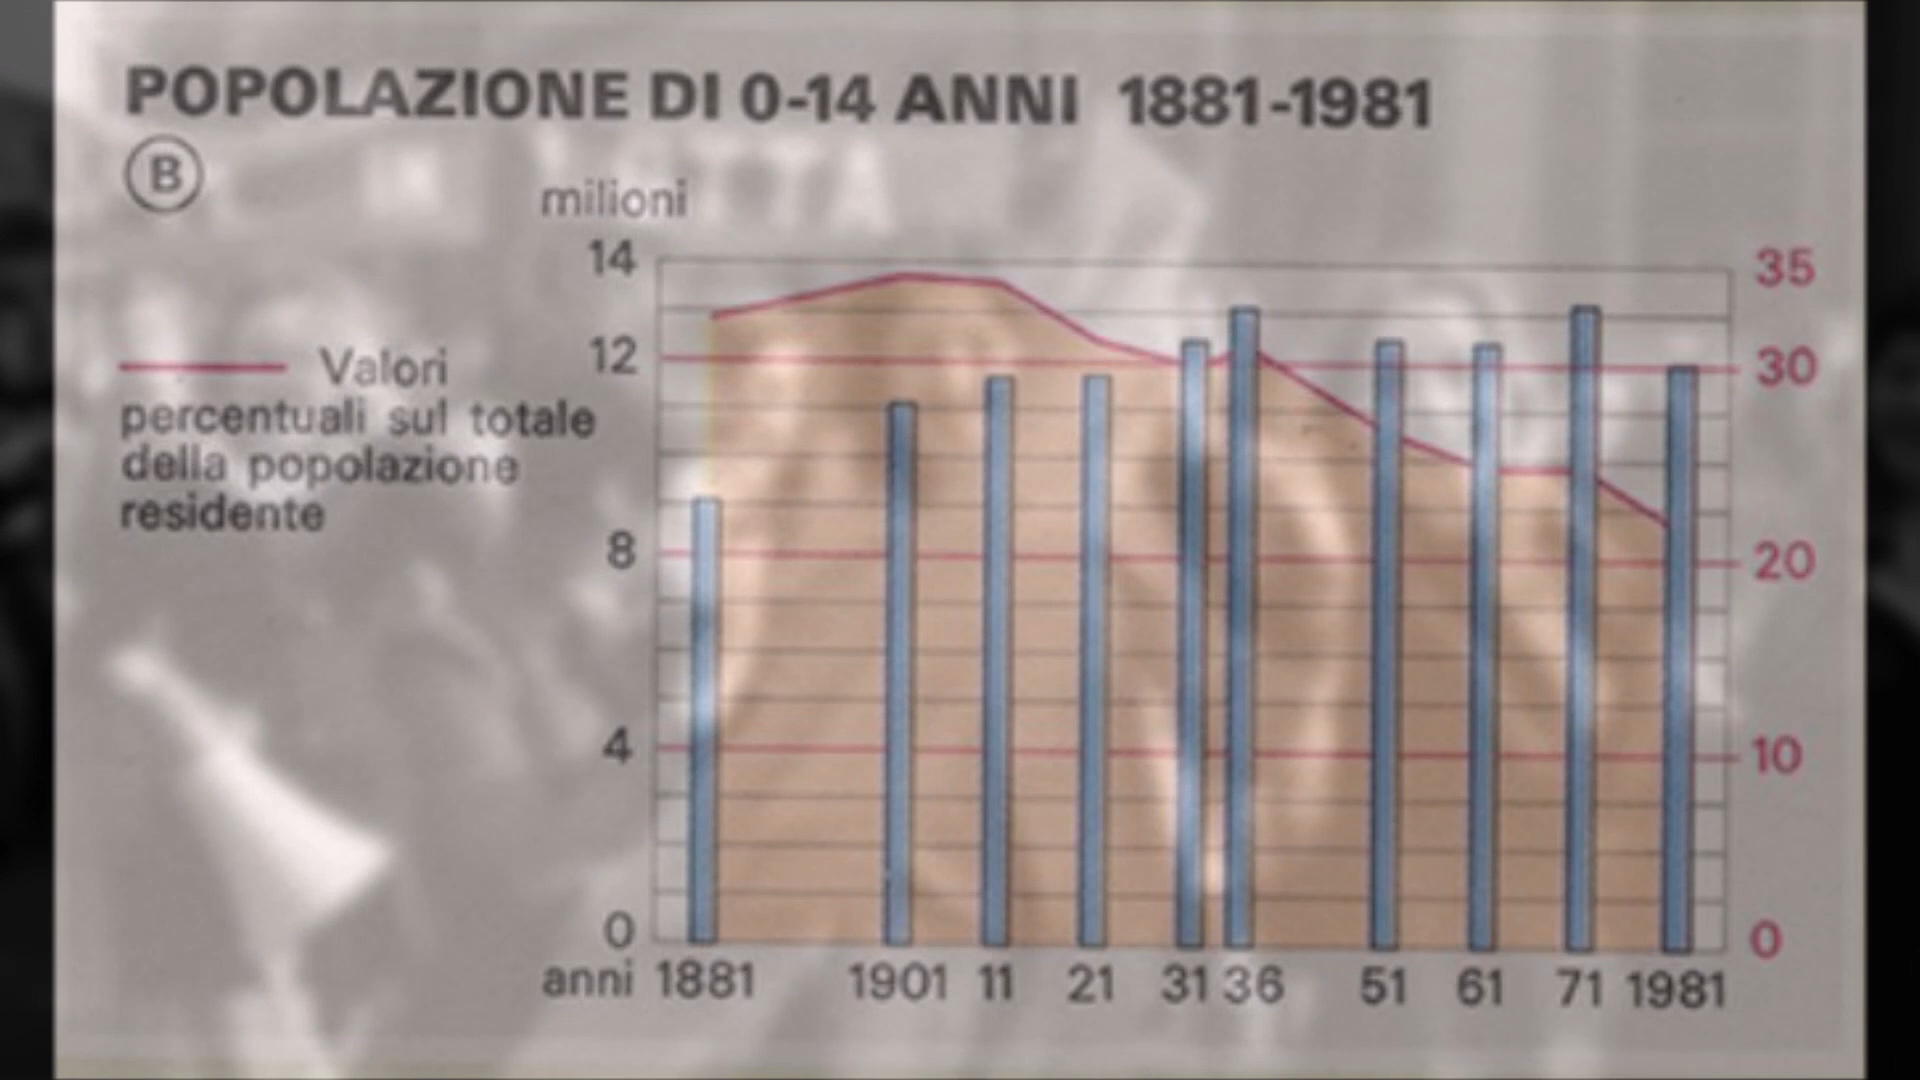 POPOLAZIONE DI 0-14 ANNI 1881-1981
B
milioni
14
35
12
30
Valori
percentuali sul totale
della popolazione
residente
8
20
4
10
0
0
anni 1881 1901 11 21 31 36 51 61 71 1981